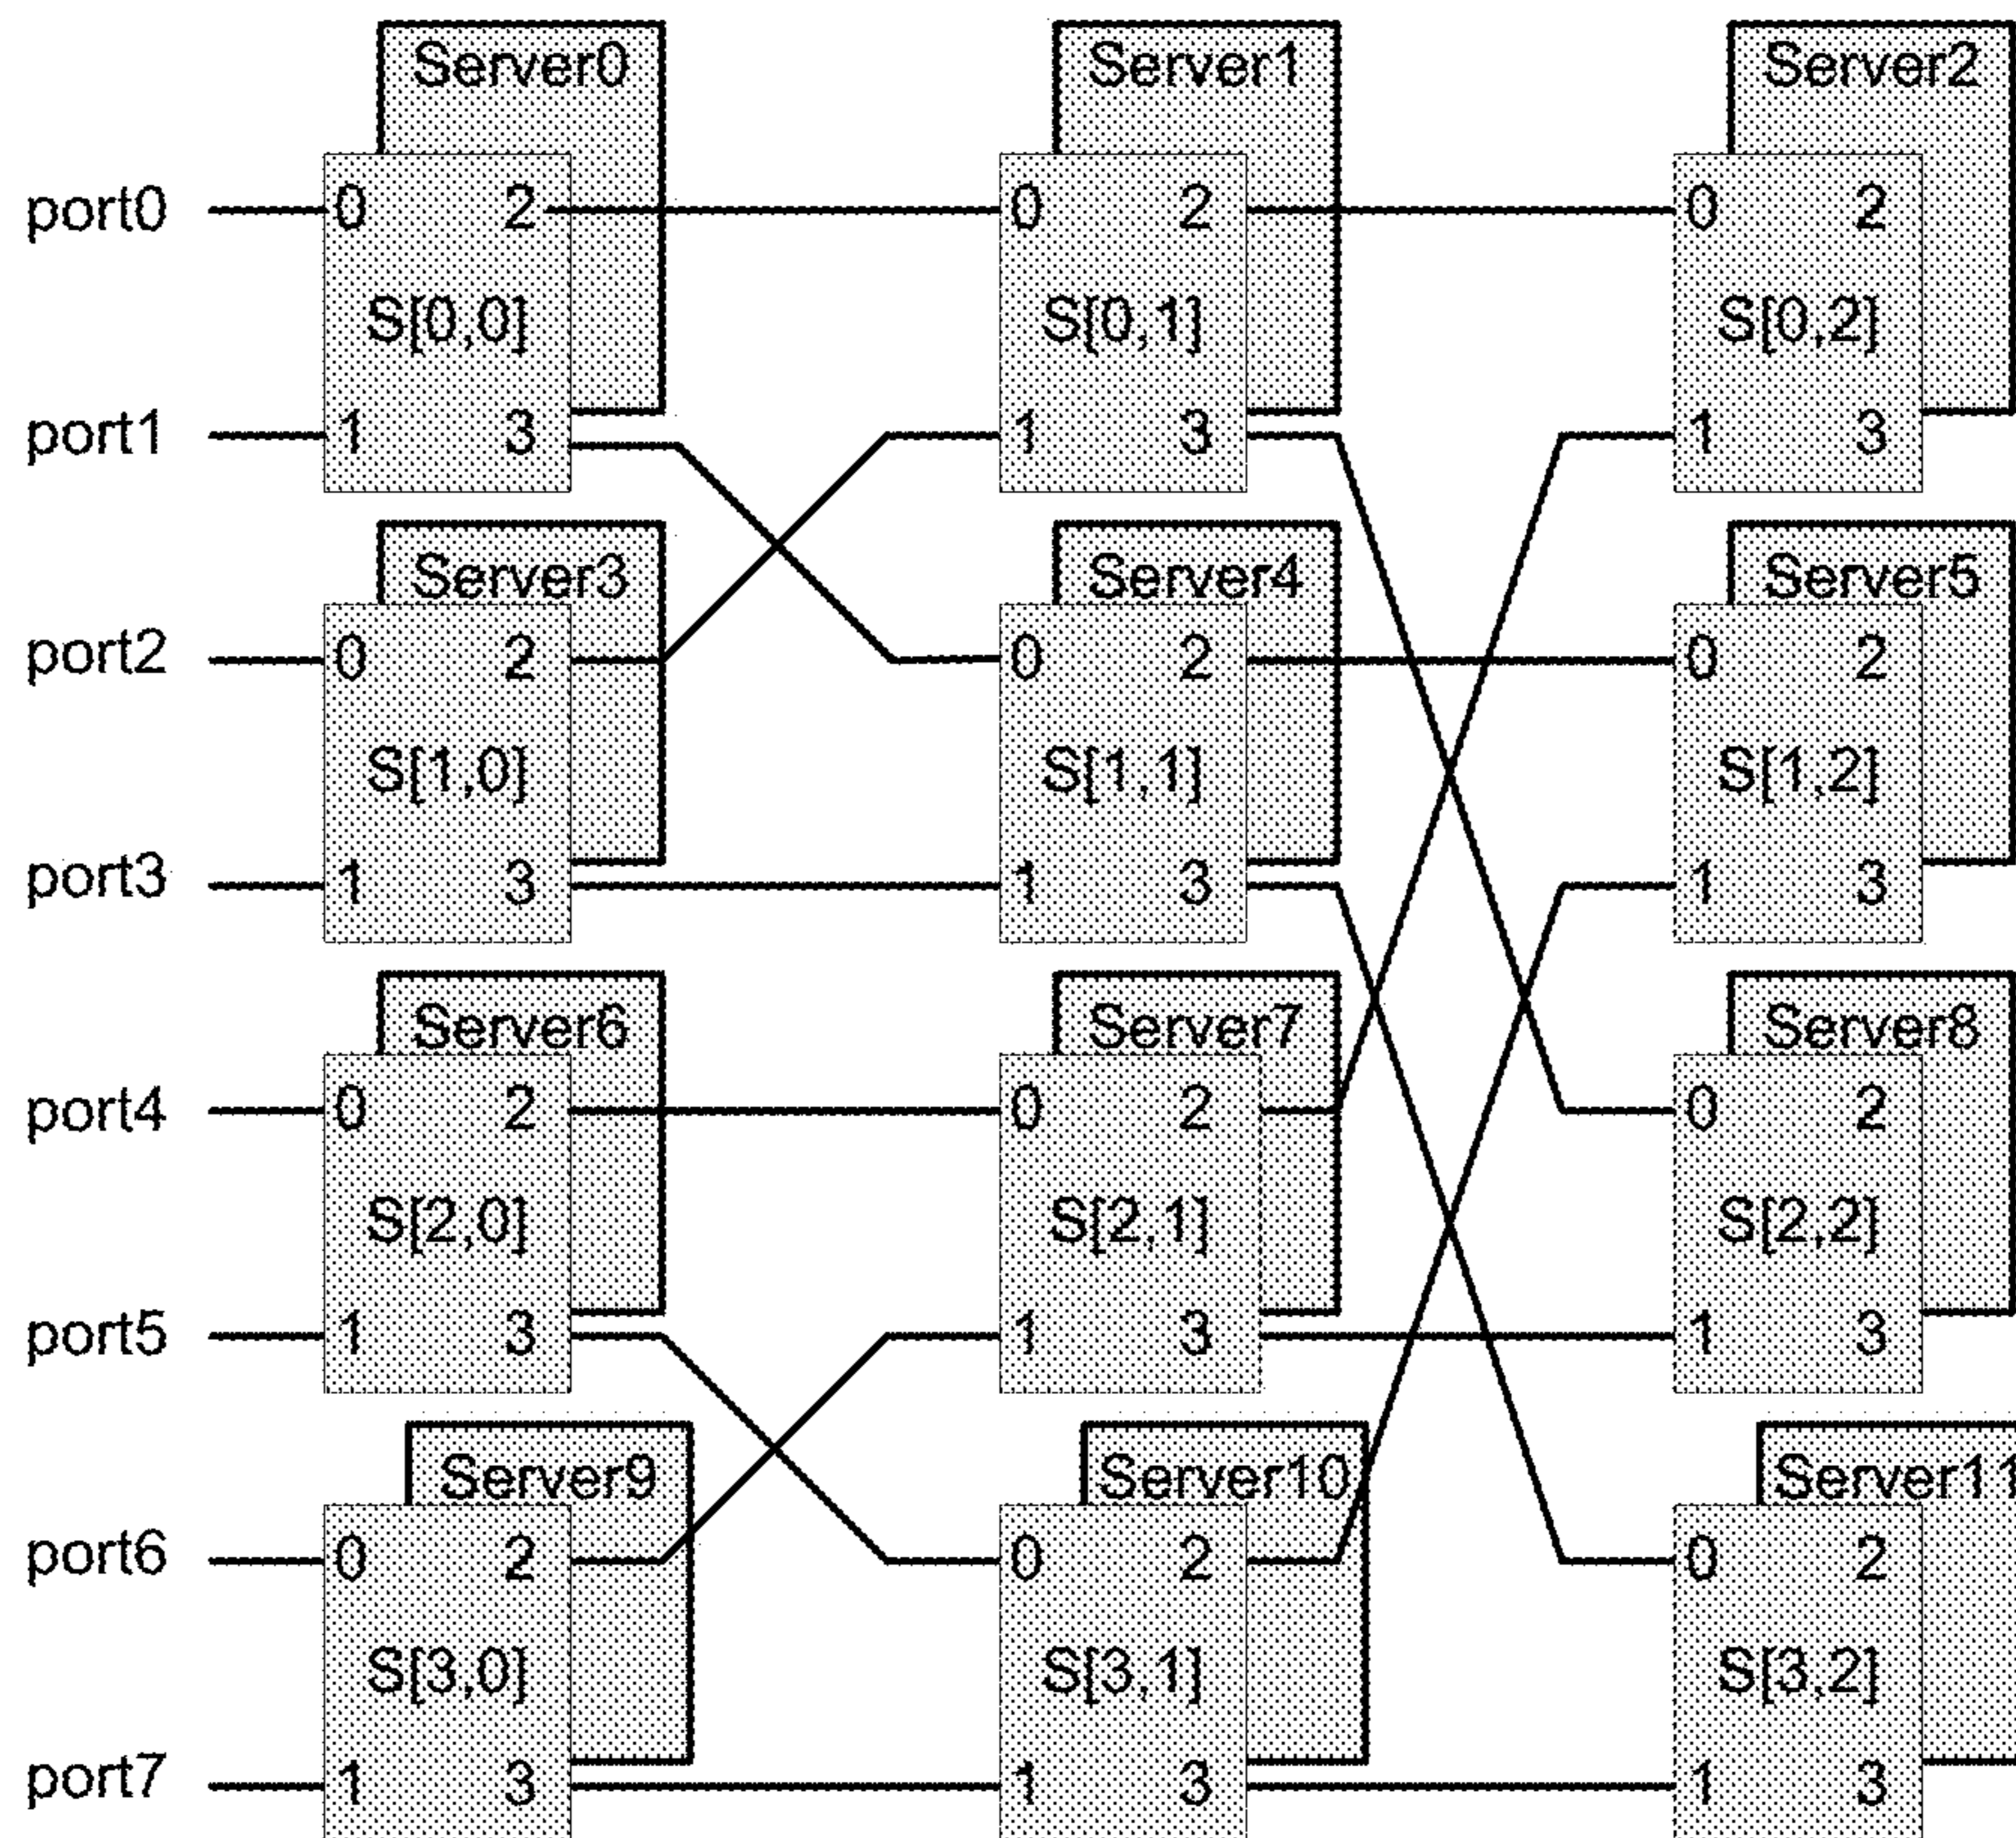 Server0 Server1 Server2
port0 0 2 0 2 0 2
S[0,0] S[0,1] S[0,2]
port1 1 3 1 3 1 3
Server3 Server4 Server5
port2 0 2 0 2 0 2
S[1,0] S[1,1] S[1,2]
port3 1 3 1 3 1 3
Server6 Server7 Server8
port4 0 2 0 2 0 2
S[2,0] S[2,1] S[2,2]
port5 1 3 1 3 1 3
Server9 Server10 Server11
port6 0 2 0 2 0 2
S[3,0] S[3,1] S[3,2]
port7 1 3 1 3 1 3